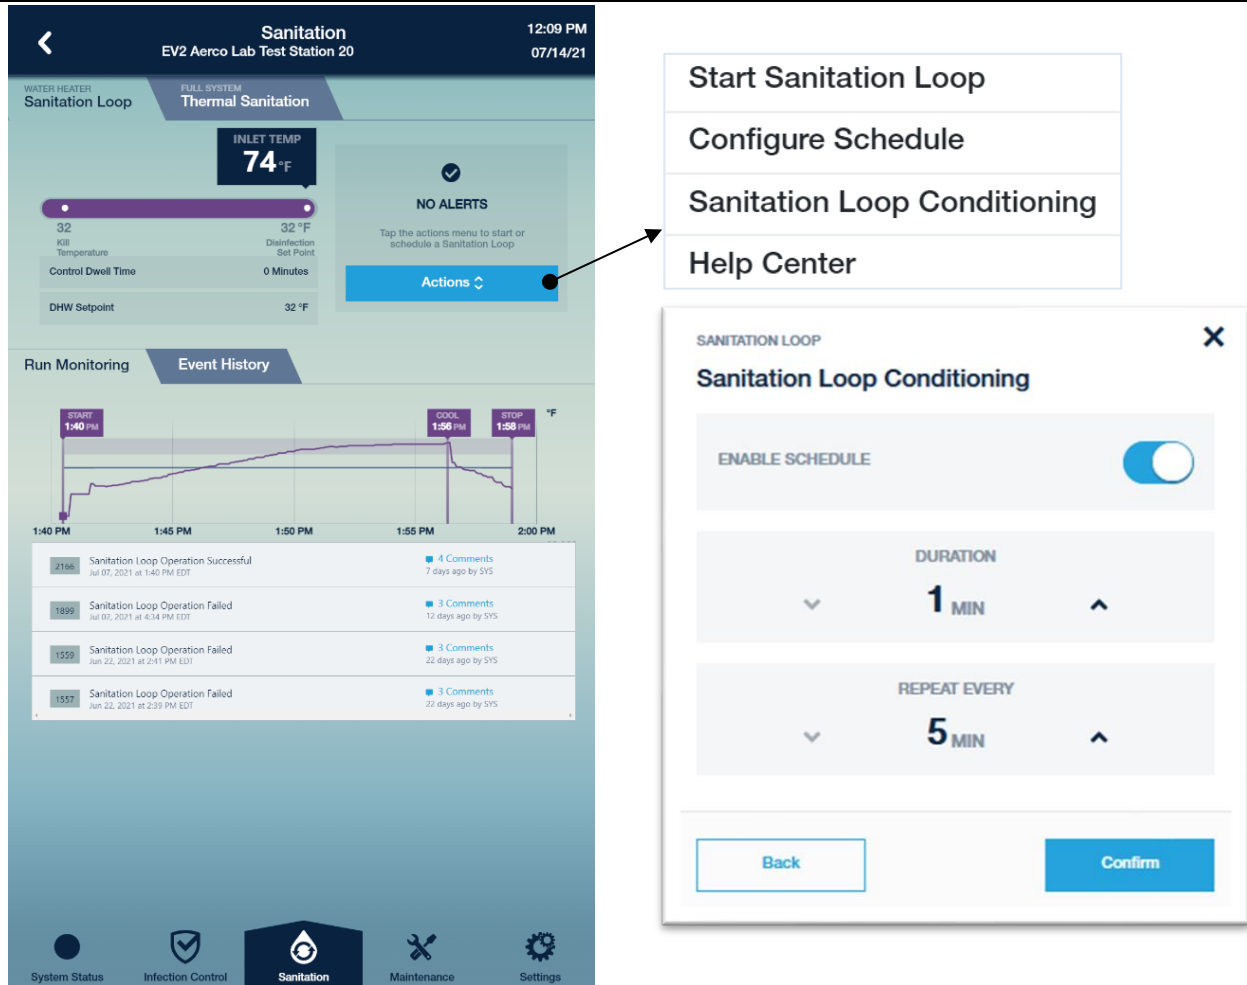 Sanitation
EV2 Aerco Lab Test Station 20
12:09 PM
07/14/21
WATER HEATER
Sanitation Loop
FULL SYSTEM
Thermal Sanitation
INLET TEMP
74 °F
32
Kill
Temperature
32 °F
Disinfection
Set Point
Control Dwell Time 0 Minutes
DHW Setpoint 32 °F
NO ALERTS
Tap the actions menu to start or
schedule a Sanitation Loop
Actions
Run Monitoring
Event History
START
1:40 PM
COOL
1:56 PM
STOP
1:58 PM
°F
1:40 PM 1:45 PM 1:50 PM 1:55 PM 2:00 PM
2166 Sanitation Loop Operation Successful 4 Comments
Jul 07, 2021 at 1:40 PM EDT 7 days ago by SYS
1899 Sanitation Loop Operation Failed 3 Comments
Jul 02, 2021 at 4:34 PM EDT 12 days ago by SYS
1559 Sanitation Loop Operation Failed 3 Comments
Jun 22, 2021 at 2:41 PM EDT 22 days ago by SYS
1557 Sanitation Loop Operation Failed 3 Comments
Jun 22, 2021 at 2:39 PM EDT 22 days ago by SYS
System Status
Infection Control
Sanitation
Maintenance
Settings
Start Sanitation Loop
Configure Schedule
Sanitation Loop Conditioning
Help Center
SANITATION LOOP
Sanitation Loop Conditioning
ENABLE SCHEDULE
DURATION
1 MIN
REPEAT EVERY
5 MIN
Back
Confirm